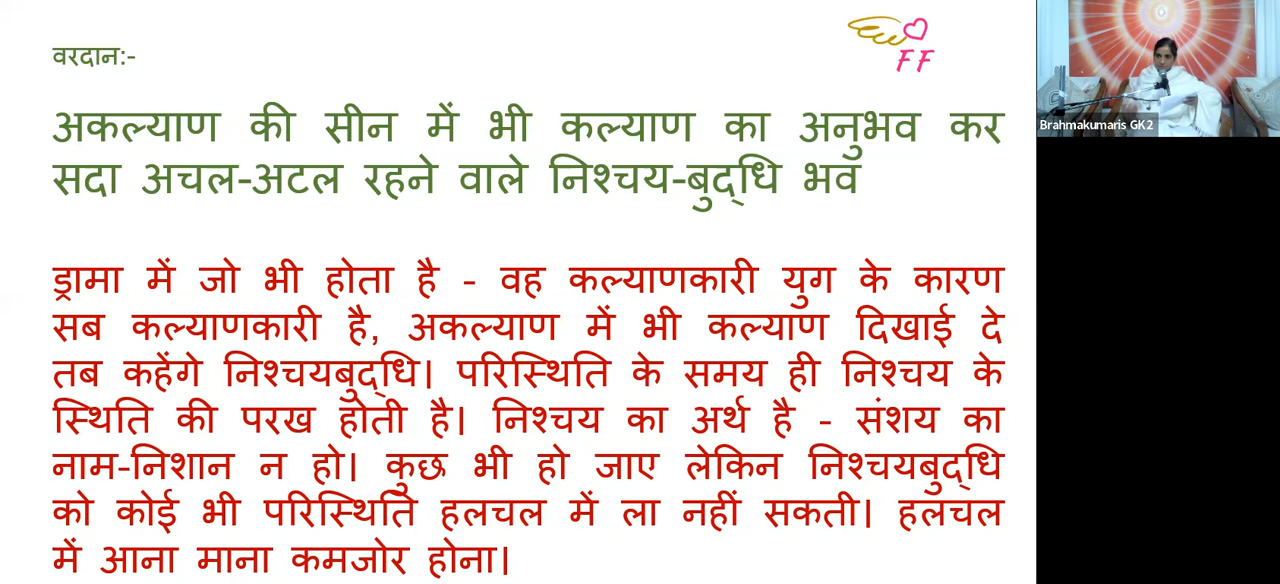 वरदान:-
FF
अकल्याण की सीन में भी कल्याण का अनुभव कर
सदा अचल-अटल रहने वाले निश्चय-बुद्धि भव
ड्रामा में जो भी होता है - वह कल्याणकारी युग के कारण
सब कल्याणकारी है, अकल्याण में भी कल्याण दिखाई दे
तब कहेंगे निश्चयबुद्धि। परिस्थिति के समय ही निश्चय के
स्थिति की परख होती है। निश्चय का अर्थ है - संशय का
नाम-निशान न हो। कुछ भी हो जाए लेकिन निश्चयबुद्धि
को कोई भी परिस्थिति हलचल में ला नहीं सकती। हलचल
में आना माना कमजोर होना।
Brahmakumaris GK2